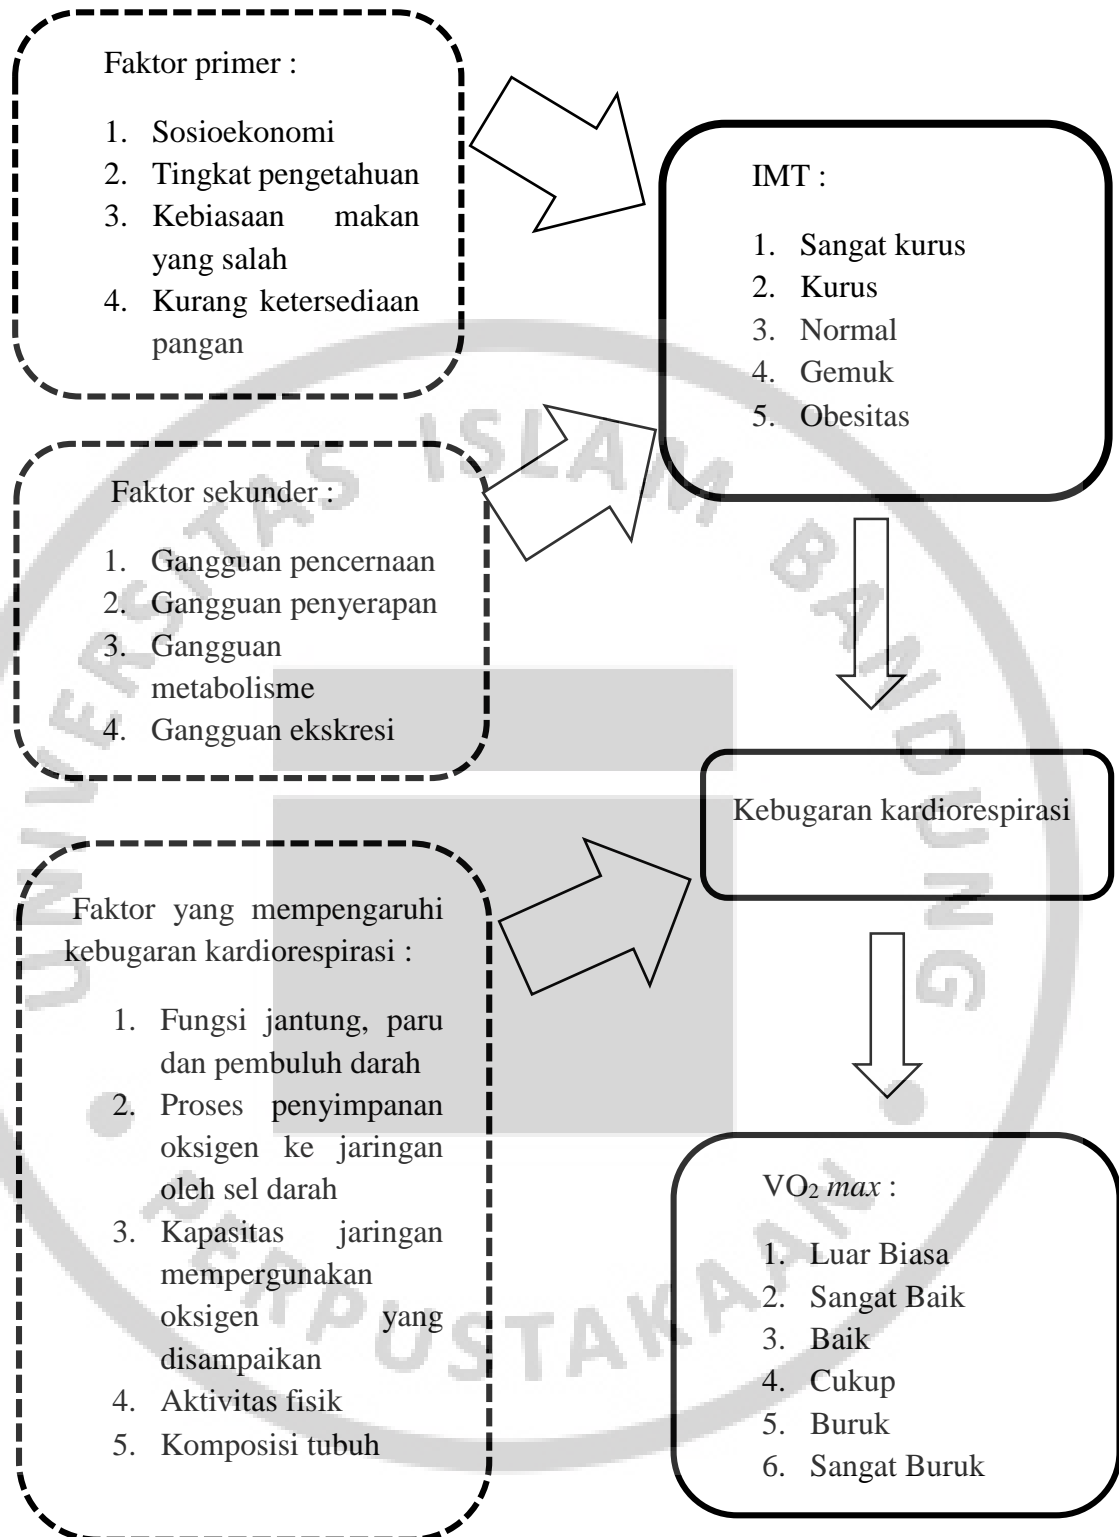 Faktor primer :
1. Sosioekonomi
2. Tingkat pengetahuan
3. Kebiasaan makan
yang salah
4. Kurang ketersediaan
pangan
IMT :
1. Sangat kurus
2. Kurus
3. Normal
4. Gemuk
5. Obesitas
Faktor sekunder :
1. Gangguan pencernaan
2. Gangguan penyerapan
3. Gangguan
metabolisme
4. Gangguan ekskresi
Kebugaran kardiorespirasi
Faktor yang mempengaruhi
kebugaran kardiorespirasi :
1. Fungsi jantung, paru
dan pembuluh darah
2. Proses penyimpanan
oksigen ke jaringan
oleh sel darah
3. Kapasitas jaringan
mempergunakan
oksigen yang
disampaikan
4. Aktivitas fisik
5. Komposisi tubuh
VO₂ max :
1. Luar Biasa
2. Sangat Baik
3. Baik
4. Cukup
5. Buruk
6. Sangat Buruk
UNIVERSITAS ISLAM BANDUNG
PERPUSTAKAAN